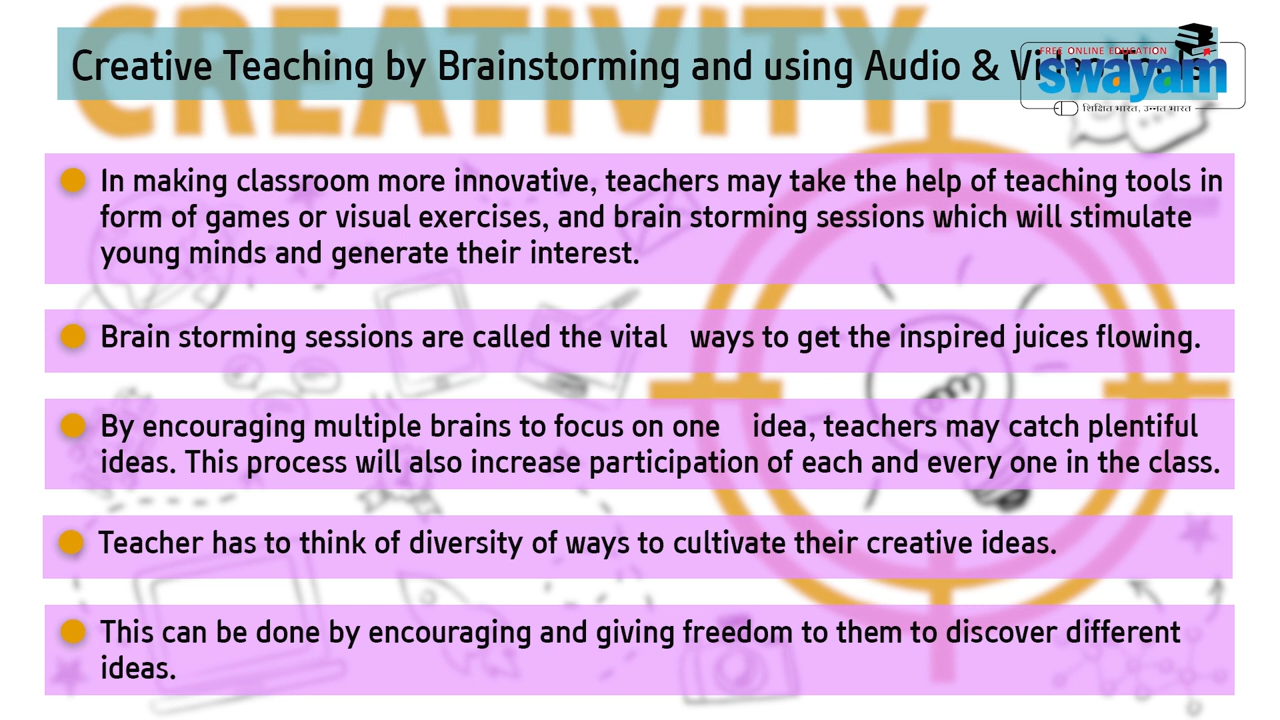 CREATIVITY.
Creative Teaching by Brainstorming and using Audio & Video Tools
FREE ONLINE EDUCATION
swayam
शिक्षित भारत, उन्नत भारत
In making classroom more innovative, teachers may take the help of teaching tools in
form of games or visual exercises, and brain storming sessions which will stimulate
young minds and generate their interest.
Brain storming sessions are called the vital ways to get the inspired juices flowing.
By encouraging multiple brains to focus on one idea, teachers may catch plentiful
ideas. This process will also increase participation of each and every one in the class.
Teacher has to think of diversity of ways to cultivate their creative ideas.
This can be done by encouraging and giving freedom to them to discover different
ideas.